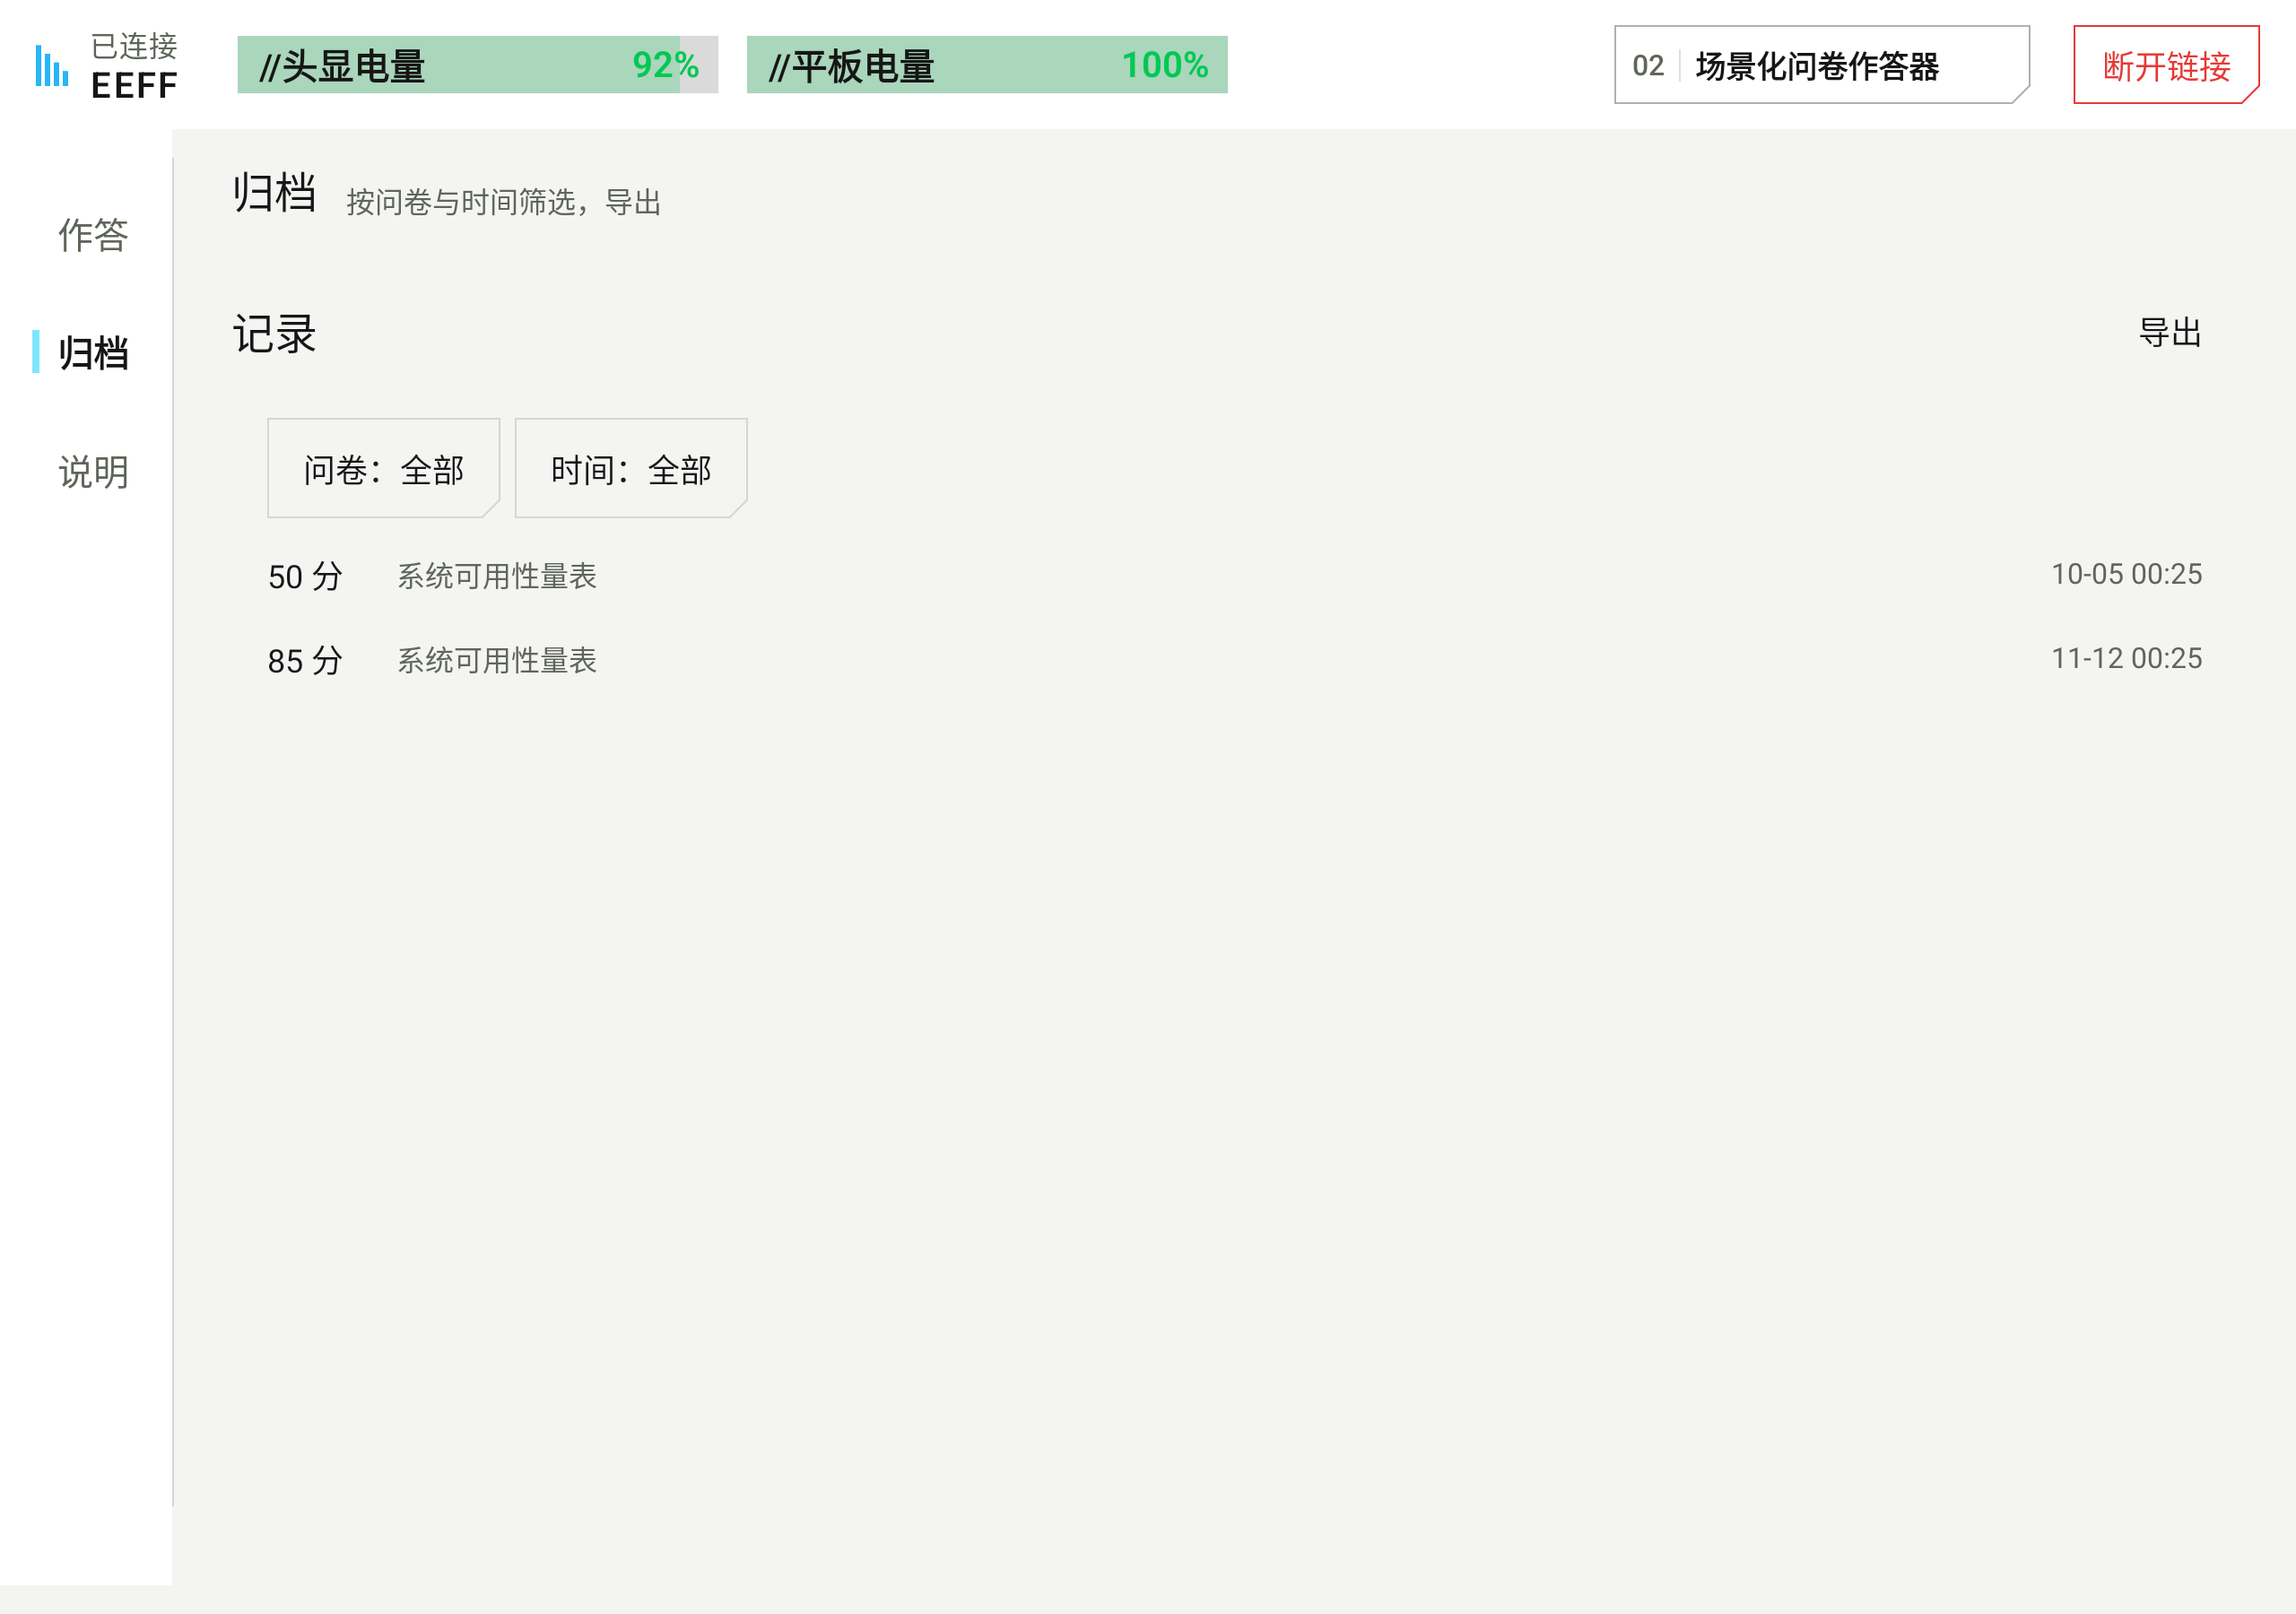 已连接
EEFF
//头显电量 92%
//平板电量 100%
02 场景化问卷作答器
断开链接
作答
归档
说明
归档 按问卷与时间筛选，导出
记录 导出
问卷：全部 时间：全部
50 分 系统可用性量表 10-05 00:25
85 分 系统可用性量表 11-12 00:25